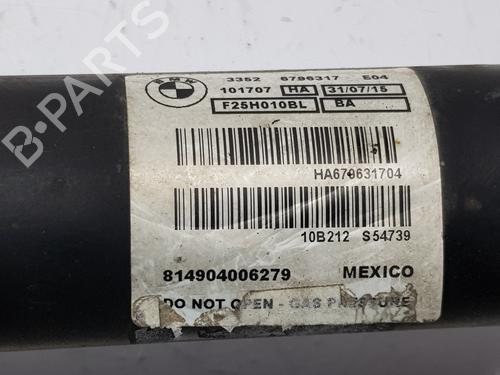 BMW
3352 6796317 E04
101707 HA 31/07/15
F25H010BL BA
HA679631704
10B212 S54739
814904006279 MEXICO
DO NOT OPEN - GAS PRESSURE
B-PARTS